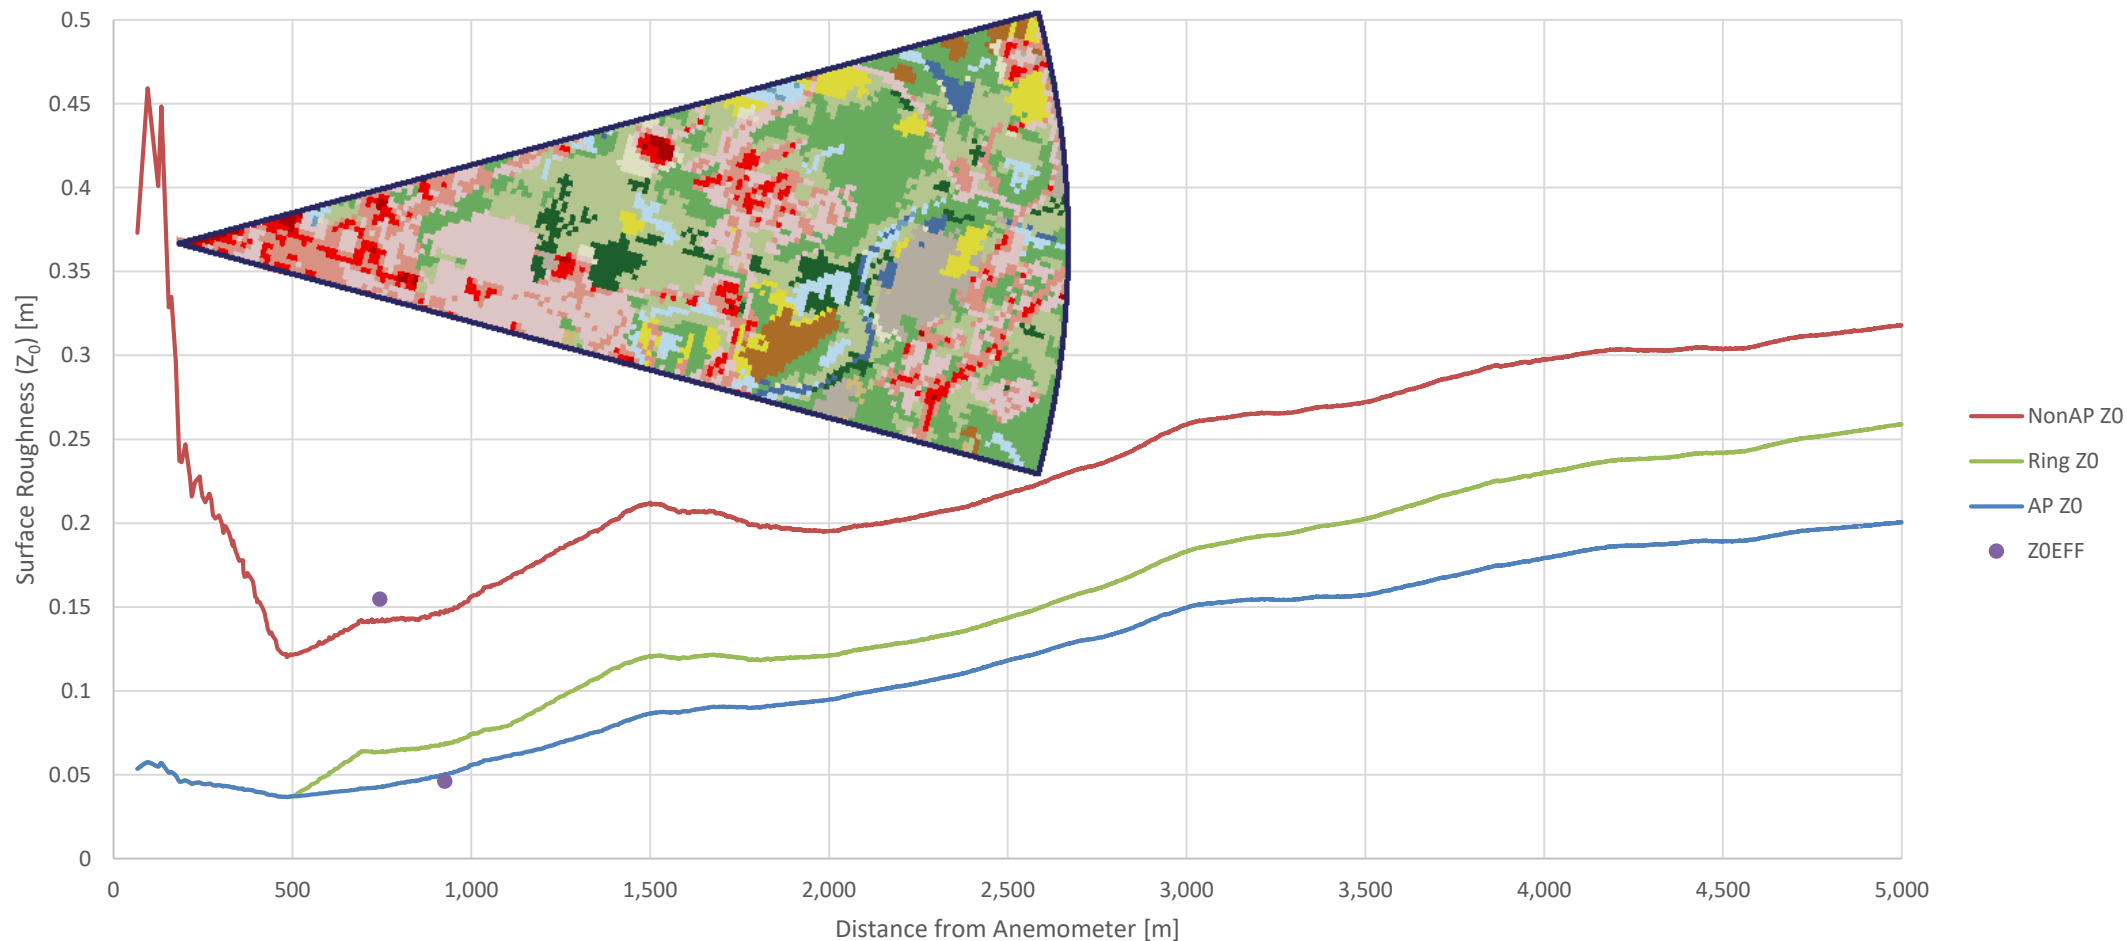 0.5
0.45
0.4
0.35
0.3
0.25
0.2
0.15
0.1
0.05
0
Surface Roughness (Z0) [m]
0 500 1,000 1,500 2,000 2,500 3,000 3,500 4,000 4,500 5,000
Distance from Anemometer [m]
NonAP Z0
Ring Z0
AP Z0
Z0EFF